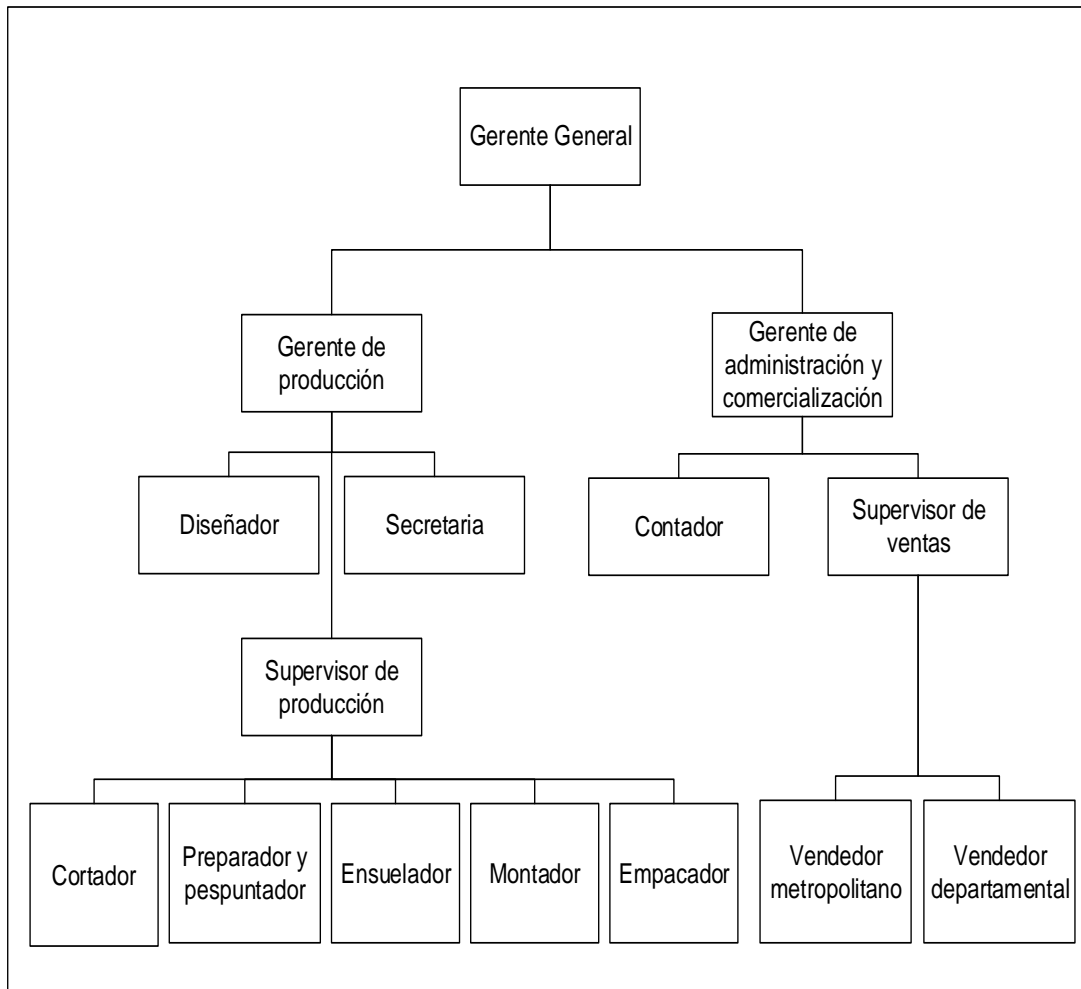 Gerente General
Gerente de
producción
Gerente de
administración y
comercialización
Diseñador
Secretaria
Contador
Supervisor de
ventas
Supervisor de
producción
Cortador
Preparador y
pespuntador
Ensuelador
Montador
Empacador
Vendedor
metropolitano
Vendedor
departamental